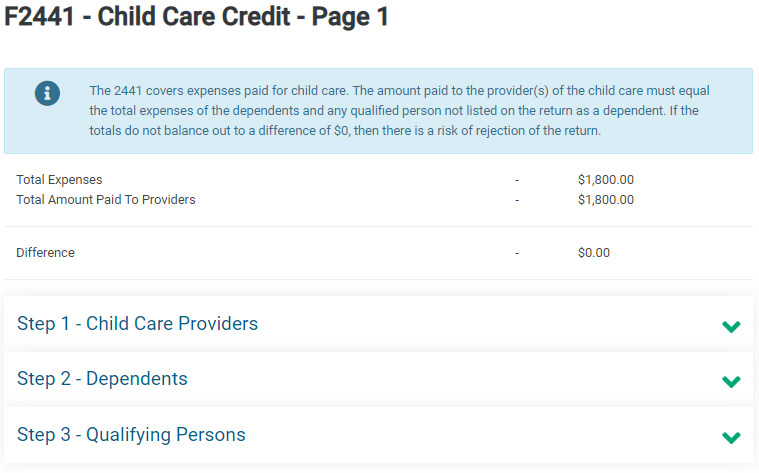 F2441 - Child Care Credit - Page 1
The 2441 covers expenses paid for child care. The amount paid to the provider(s) of the child care must equal
the total expenses of the dependents and any qualified person not listed on the return as a dependent. If the
totals do not balance out to a difference of $0, then there is a risk of rejection of the return.
Total Expenses - $1,800.00
Total Amount Paid To Providers - $1,800.00
Difference - $0.00
Step 1 - Child Care Providers
Step 2 - Dependents
Step 3 - Qualifying Persons